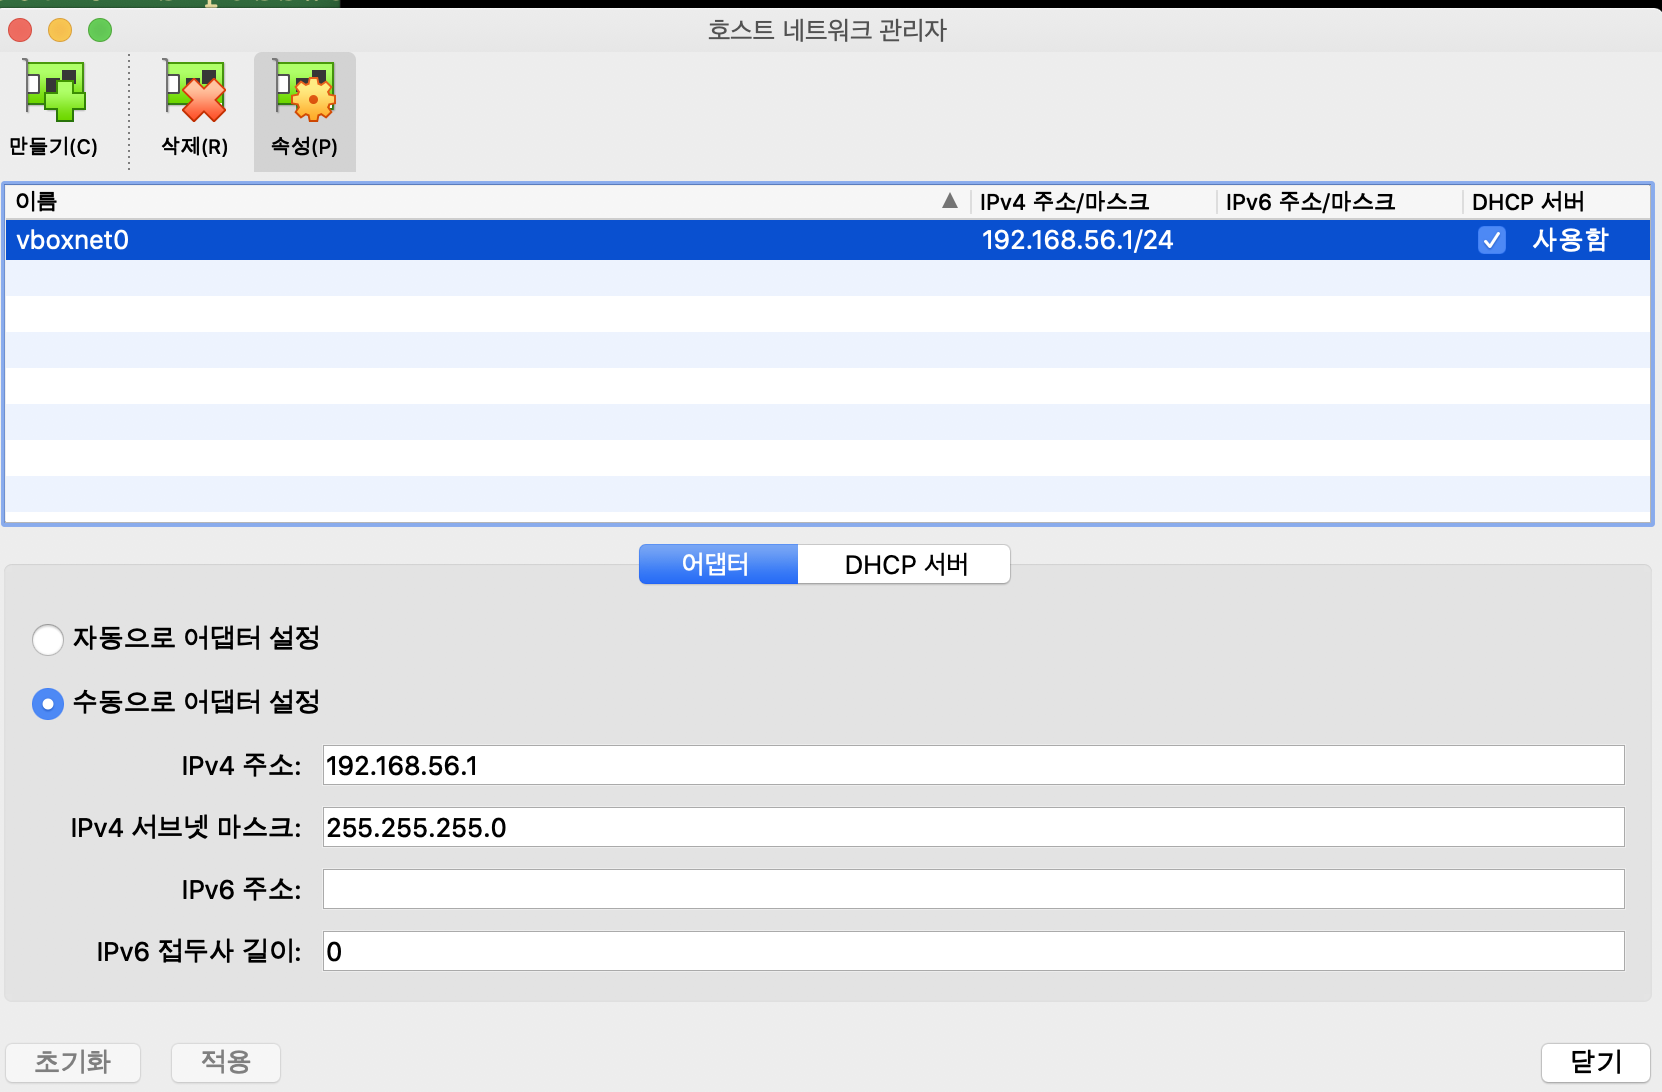 호스트 네트워크 관리자
만들기(C) 삭제(R) 속성(P)
이름 ▲ IPv4 주소/마스크 IPv6 주소/마스크 DHCP 서버
vboxnet0 192.168.56.1/24 사용함
어댑터 DHCP 서버
자동으로 어댑터 설정
수동으로 어댑터 설정
IPv4 주소: 192.168.56.1
IPv4 서브넷 마스크: 255.255.255.0
IPv6 주소:
IPv6 접두사 길이: 0
초기화 적용 닫기